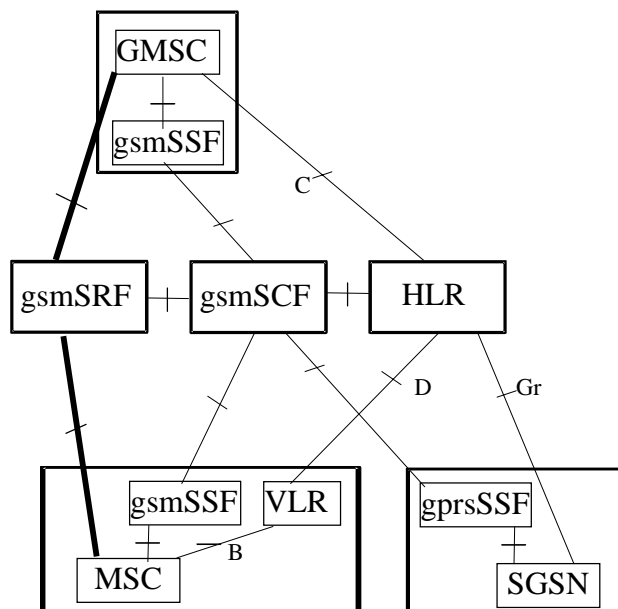 GMSC
gsmSSF
C
gsmSRF
gsmSCF
HLR
D
Gr
gsmSSF
VLR
gprsSSF
B
MSC
SGSN